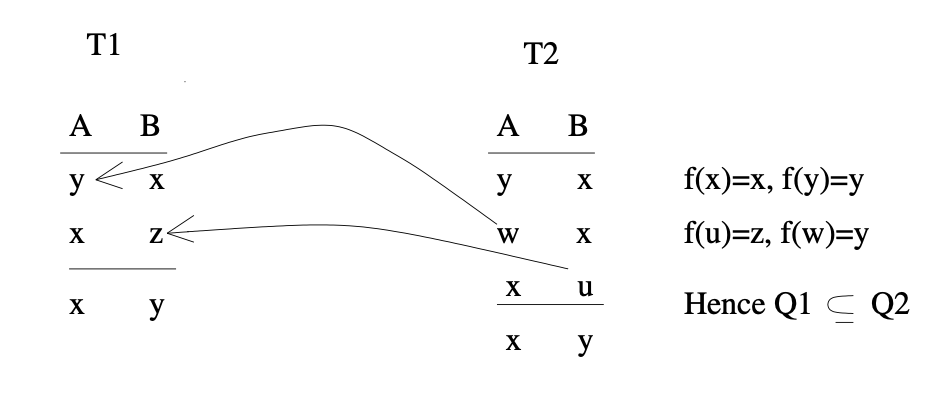 T1 T2
A B A B
y x y x f(x)=x, f(y)=y
x z w x f(u)=z, f(w)=y
x u
x y Hence Q1 ⊆ Q2
x y